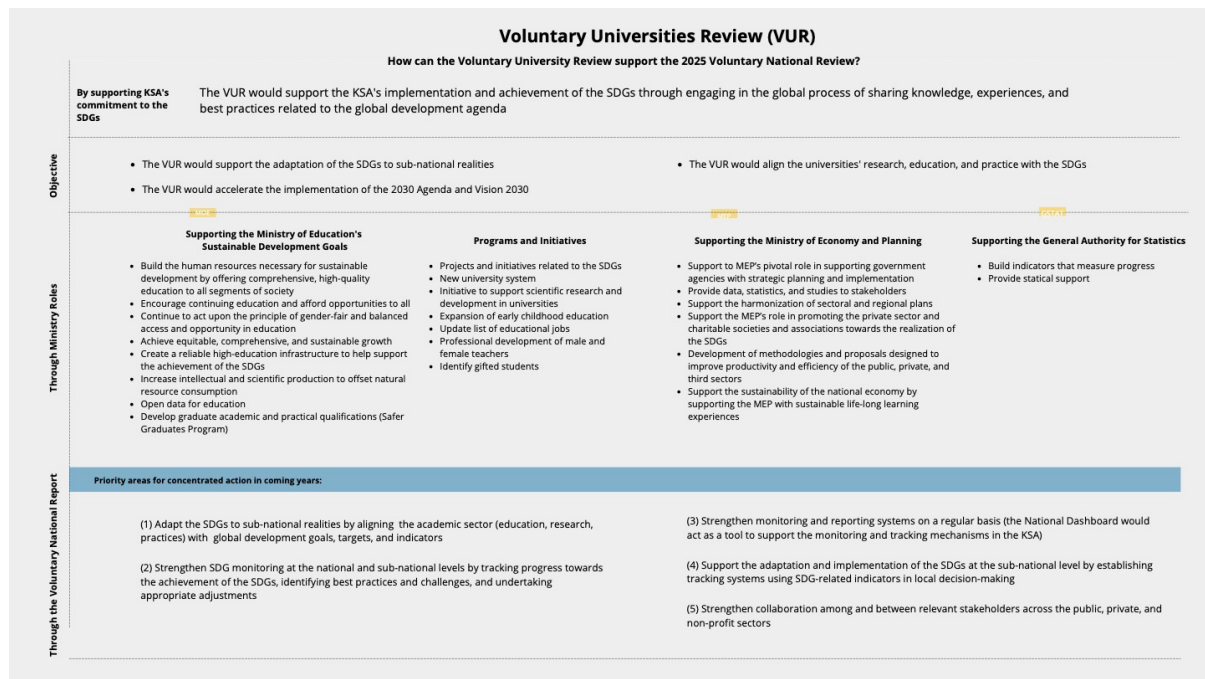 Voluntary Universities Review (VUR)
How can the Voluntary University Review support the 2025 Voluntary National Review?
By supporting KSA's
commitment to the
SDGs
The VUR would support the KSA's implementation and achievement of the SDGs through engaging in the global process of sharing knowledge, experiences, and
best practices related to the global development agenda
Objective
• The VUR would support the adaptation of the SDGs to sub-national realities
• The VUR would accelerate the implementation of the 2030 Agenda and Vision 2030
• The VUR would align the universities' research, education, and practice with the SDGs
Through Ministry Roles
MOE
Supporting the Ministry of Education's
Sustainable Development Goals
• Build the human resources necessary for sustainable
development by offering comprehensive, high-quality
education to all segments of society
• Encourage continuing education and afford opportunities to all
• Continue to act upon the principle of gender-fair and balanced
access and opportunity in education
• Achieve equitable, comprehensive, and sustainable growth
• Create a reliable high-education infrastructure to help support
the achievement of the SDGs
• Increase intellectual and scientific production to offset natural
resource consumption
• Open data for education
• Develop graduate academic and practical qualifications (Safer
Graduates Program)
Programs and Initiatives
• Projects and initiatives related to the SDGs
• New university system
• Initiative to support scientific research and
development in universities
• Expansion of early childhood education
• Update list of educational jobs
• Professional development of male and
female teachers
• Identify gifted students
MEP
Supporting the Ministry of Economy and Planning
• Support to MEP's pivotal role in supporting government
agencies with strategic planning and implementation
• Provide data, statistics, and studies to stakeholders
• Support the harmonization of sectoral and regional plans
• Support the MEP's role in promoting the private sector and
charitable societies and associations towards the realization of
the SDGs
• Development of methodologies and proposals designed to
improve productivity and efficiency of the public, private, and
third sectors
• Support the sustainability of the national economy by
supporting the MEP with sustainable life-long learning
experiences
GSTAT
Supporting the General Authority for Statistics
• Build indicators that measure progress
• Provide statical support
Through the Voluntary National Report
Priority areas for concentrated action in coming years:
(1) Adapt the SDGs to sub-national realities by aligning the academic sector (education, research,
practices) with global development goals, targets, and indicators
(2) Strengthen SDG monitoring at the national and sub-national levels by tracking progress towards
the achievement of the SDGs, identifying best practices and challenges, and undertaking
appropriate adjustments
(3) Strengthen monitoring and reporting systems on a regular basis (the National Dashboard would
act as a tool to support the monitoring and tracking mechanisms in the KSA)
(4) Support the adaptation and implementation of the SDGs at the sub-national level by establishing
tracking systems using SDG-related indicators in local decision-making
(5) Strengthen collaboration among and between relevant stakeholders across the public, private, and
non-profit sectors